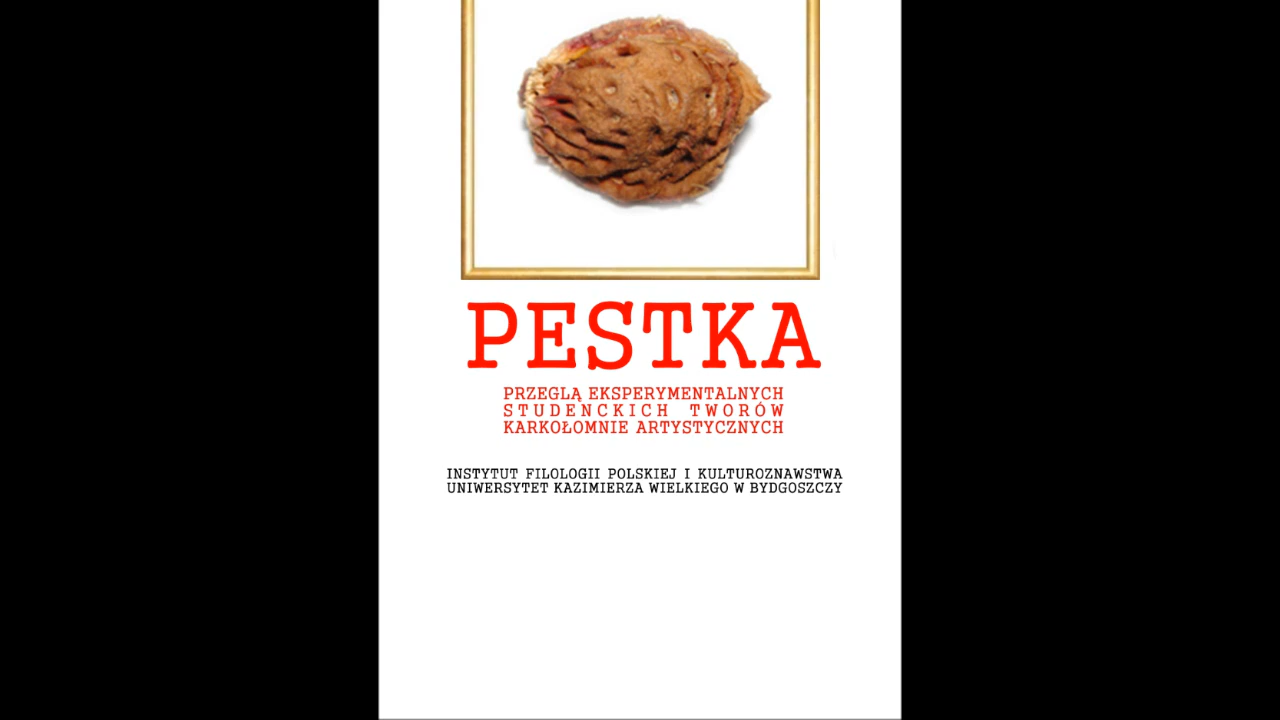 PESTKA
PRZEGLĄ EKSPERYMENTALNYCH
STUDENCKICH TWORÓW
KARKOŁOMNIE ARTYSTYCZNYCH
INSTYTUT FILOLOGII POLSKIEJ I KULTUROZNAWSTWA
UNIWERSYTET KAZIMIERZA WIELKIEGO W BYDGOSZCZY